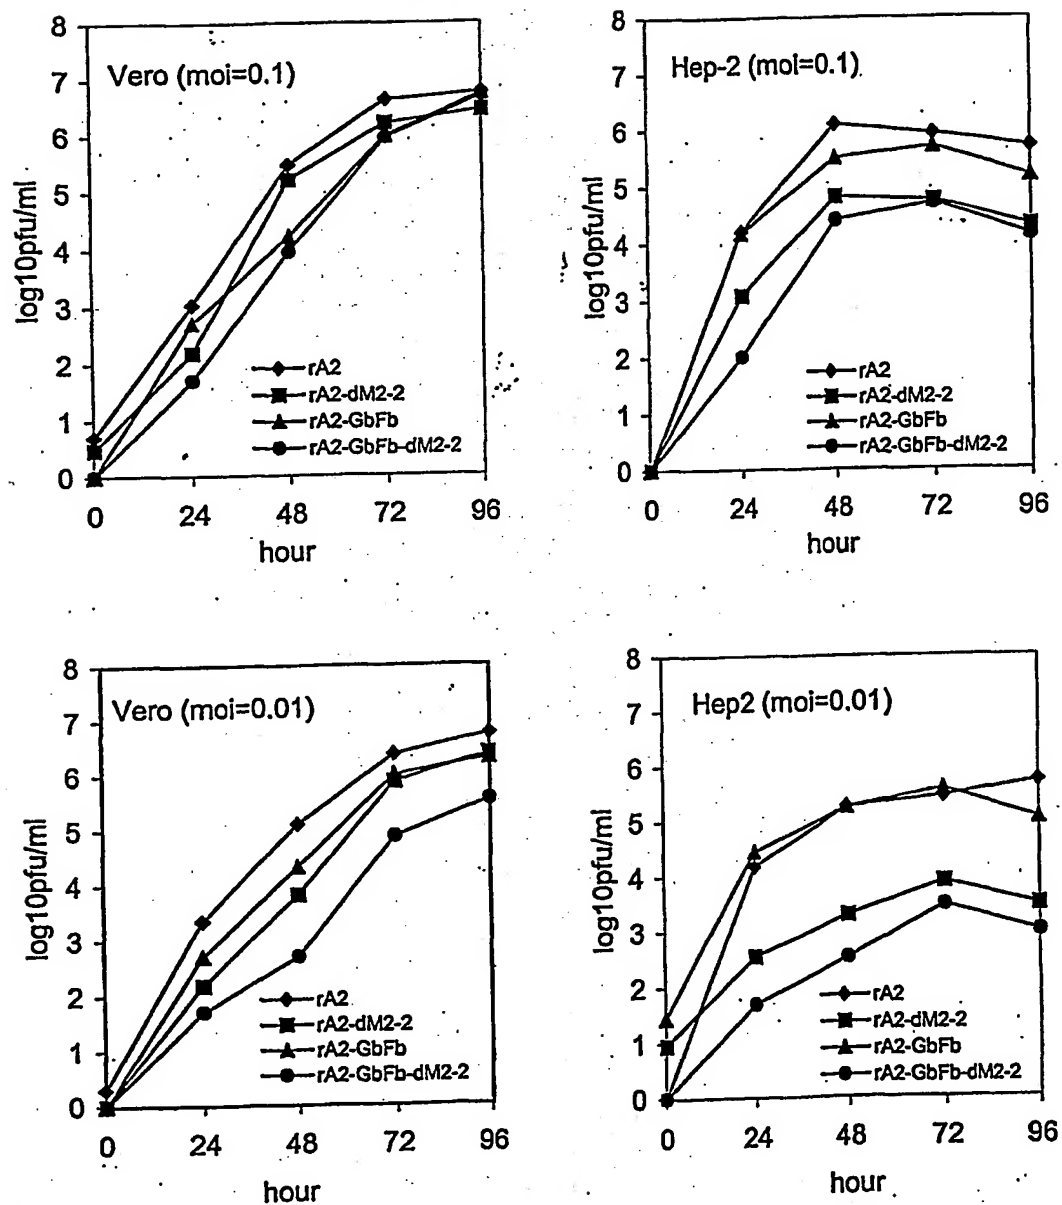 Vero (moi=0.1)
log10pfu/ml
8
7
6
5
4
3
2
1
0
rA2
rA2-dM2-2
rA2-GbFb
rA2-GbFb-dM2-2
0 24 48 72 96
hour
Hep-2 (moi=0.1)
log10pfu/ml
8
7
6
5
4
3
2
1
0
rA2
rA2-dM2-2
rA2-GbFb
rA2-GbFb-dM2-2
0 24 48 72 96
hour
Vero (moi=0.01)
log10pfu/ml
8
7
6
5
4
3
2
1
0
rA2
rA2-dM2-2
rA2-GbFb
rA2-GbFb-dM2-2
0 24 48 72 96
hour
Hep2 (moi=0.01)
log10pfu/ml
8
7
6
5
4
3
2
1
0
rA2
rA2-dM2-2
rA2-GbFb
rA2-GbFb-dM2-2
0 24 48 72 96
hour